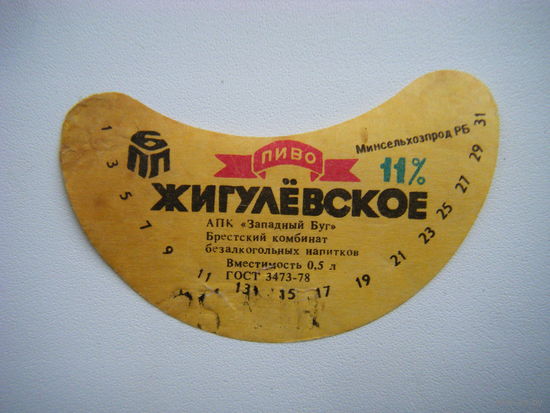 БПП
ПИВО
Минсельхозпрод РБ
11%
ЖИГУЛЁВСКОЕ
АПК «Западный Буг»
Брестский комбинат
безалкогольных напитков
Вместимость 0,5 л
ГОСТ 3473-78
1 3 5 7 9 11 13 15 17 19 21 23 25 27 29 31